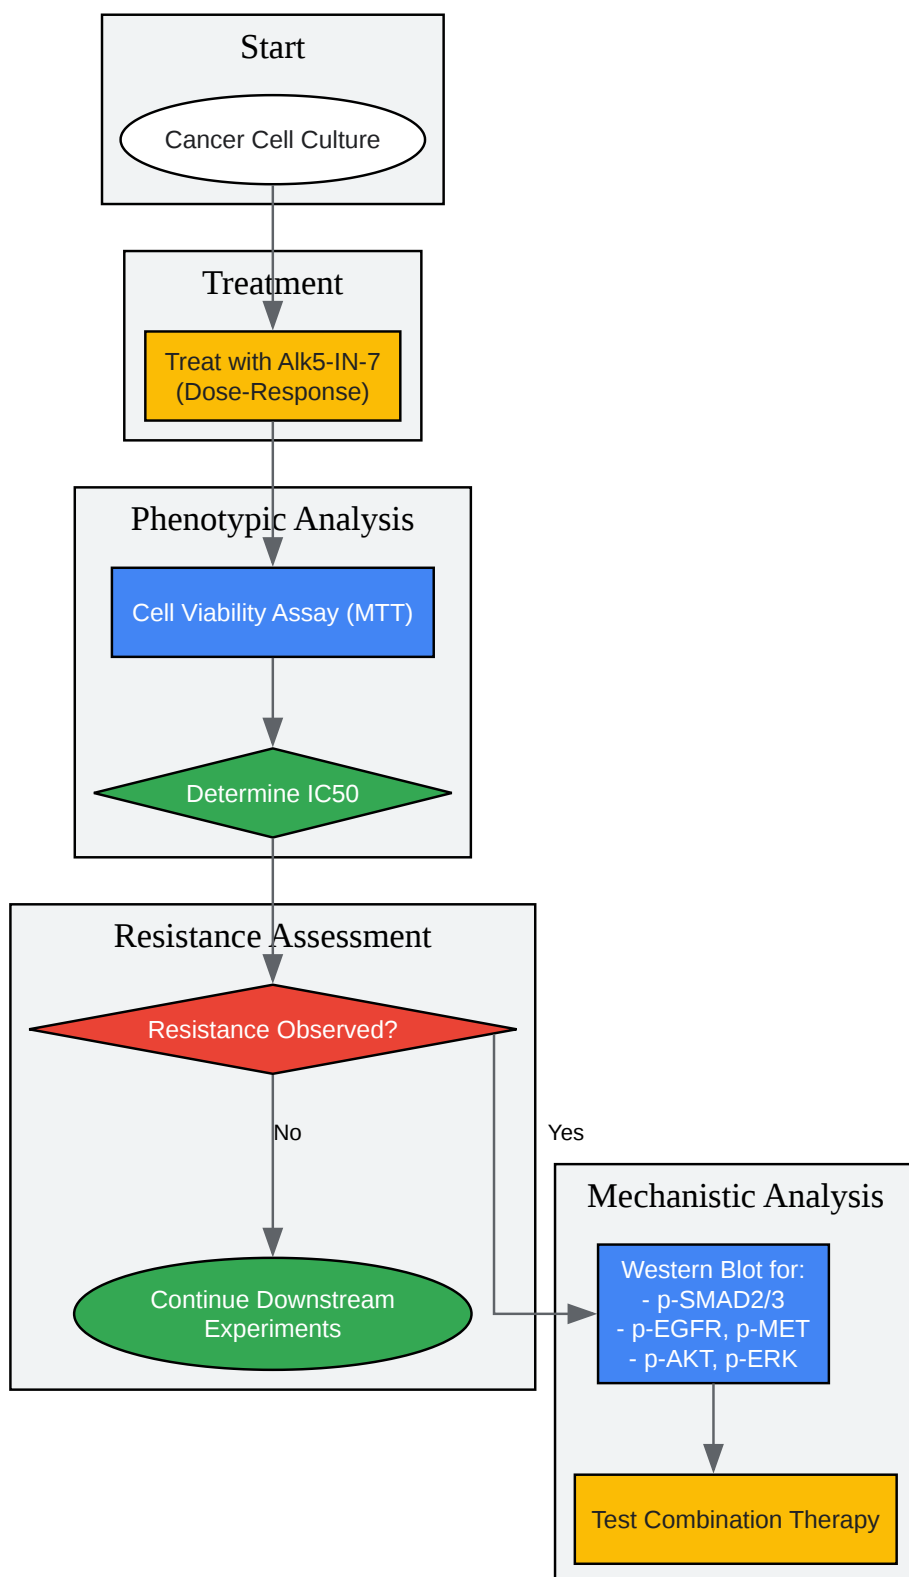 Start
Cancer Cell Culture
Treatment
Treat with Alk5-IN-7
(Dose-Response)
Phenotypic Analysis
Cell Viability Assay (MTT)
Determine IC50
Resistance Assessment
Resistance Observed?
No
Yes
Continue Downstream
Experiments
Mechanistic Analysis
Western Blot for:
- p-SMAD2/3
- p-EGFR, p-MET
- p-AKT, p-ERK
Test Combination Therapy